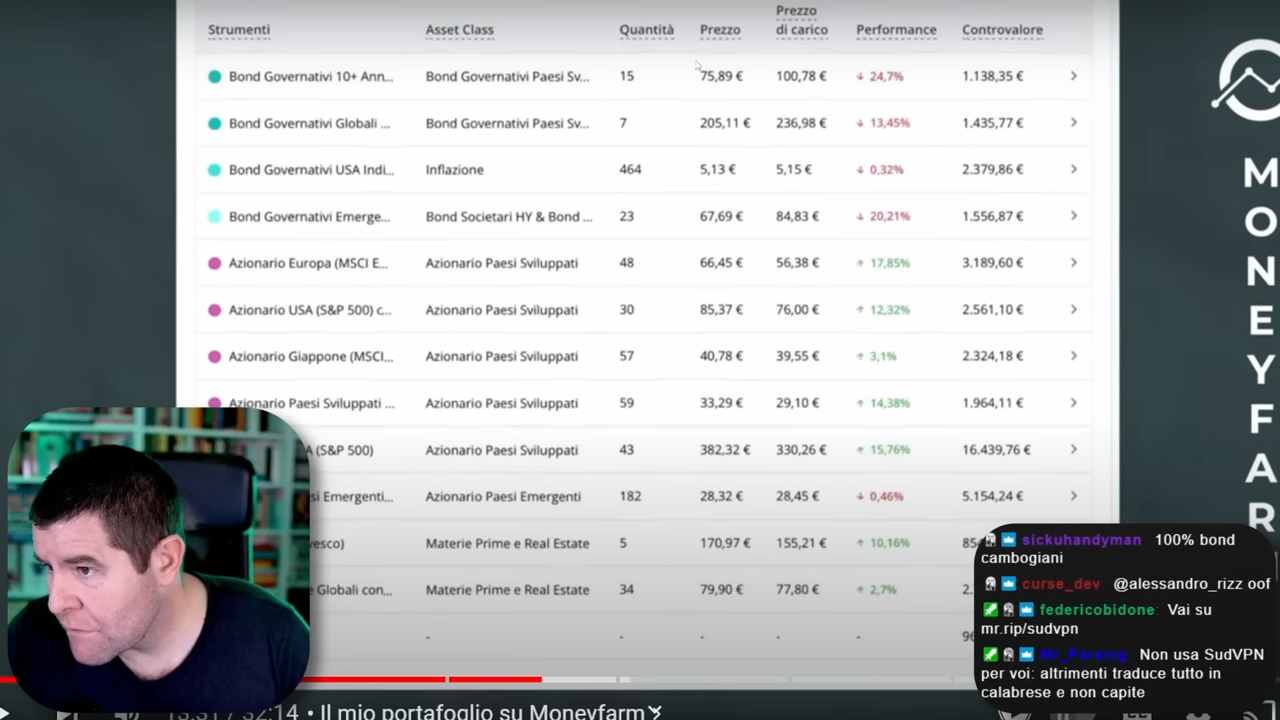 Strumenti Asset Class Quantità Prezzo Prezzo di carico Performance Controvalore
Bond Governativi 10+ Ann... Bond Governativi Paesi Sv... 15 75,89 € 100,78 € 24,7% 1.138,35 €
Bond Governativi Globali ... Bond Governativi Paesi Sv... 7 205,11 € 236,98 € 13,45% 1.435,77 €
Bond Governativi USA Indi... Inflazione 464 5,13 € 5,15 € 0,32% 2.379,86 €
Bond Governativi Emerge... Bond Societari HY & Bond ... 23 67,69 € 84,83 € 20,21% 1.556,87 €
Azionario Europa (MSCI E... Azionario Paesi Sviluppati 48 66,45 € 56,38 € 17,85% 3.189,60 €
Azionario USA (S&P 500) c... Azionario Paesi Sviluppati 30 85,37 € 76,00 € 12,32% 2.561,10 €
Azionario Giappone (MSCI... Azionario Paesi Sviluppati 57 40,78 € 39,55 € 3,1% 2.324,18 €
Azionario Paesi Sviluppati ... Azionario Paesi Sviluppati 59 33,29 € 29,10 € 14,38% 1.964,11 €
(S&P 500) Azionario Paesi Sviluppati 43 382,32 € 330,26 € 15,76% 16.439,76 €
si Emergenti... Azionario Paesi Emergenti 182 28,32 € 28,45 € 0,46% 5.154,24 €
Materie Prime e Real Estate 5 170,97 € 155,21 € 10,16%
Globali con... Materie Prime e Real Estate 34 79,90 € 77,80 € 2,7%
- - - - -
MONEYFAR
sickuhandyman 100% bond
cambogiani
curse_dev: @alessandro_rizz oof
federicobidone: Vai su
mr.rip/sudvpn
Mr_Parsing: Non usa SudVPN
per voi: altrimenti traduce tutto in
calabrese e non capite
Il mio portafoglio su Moneyfarm